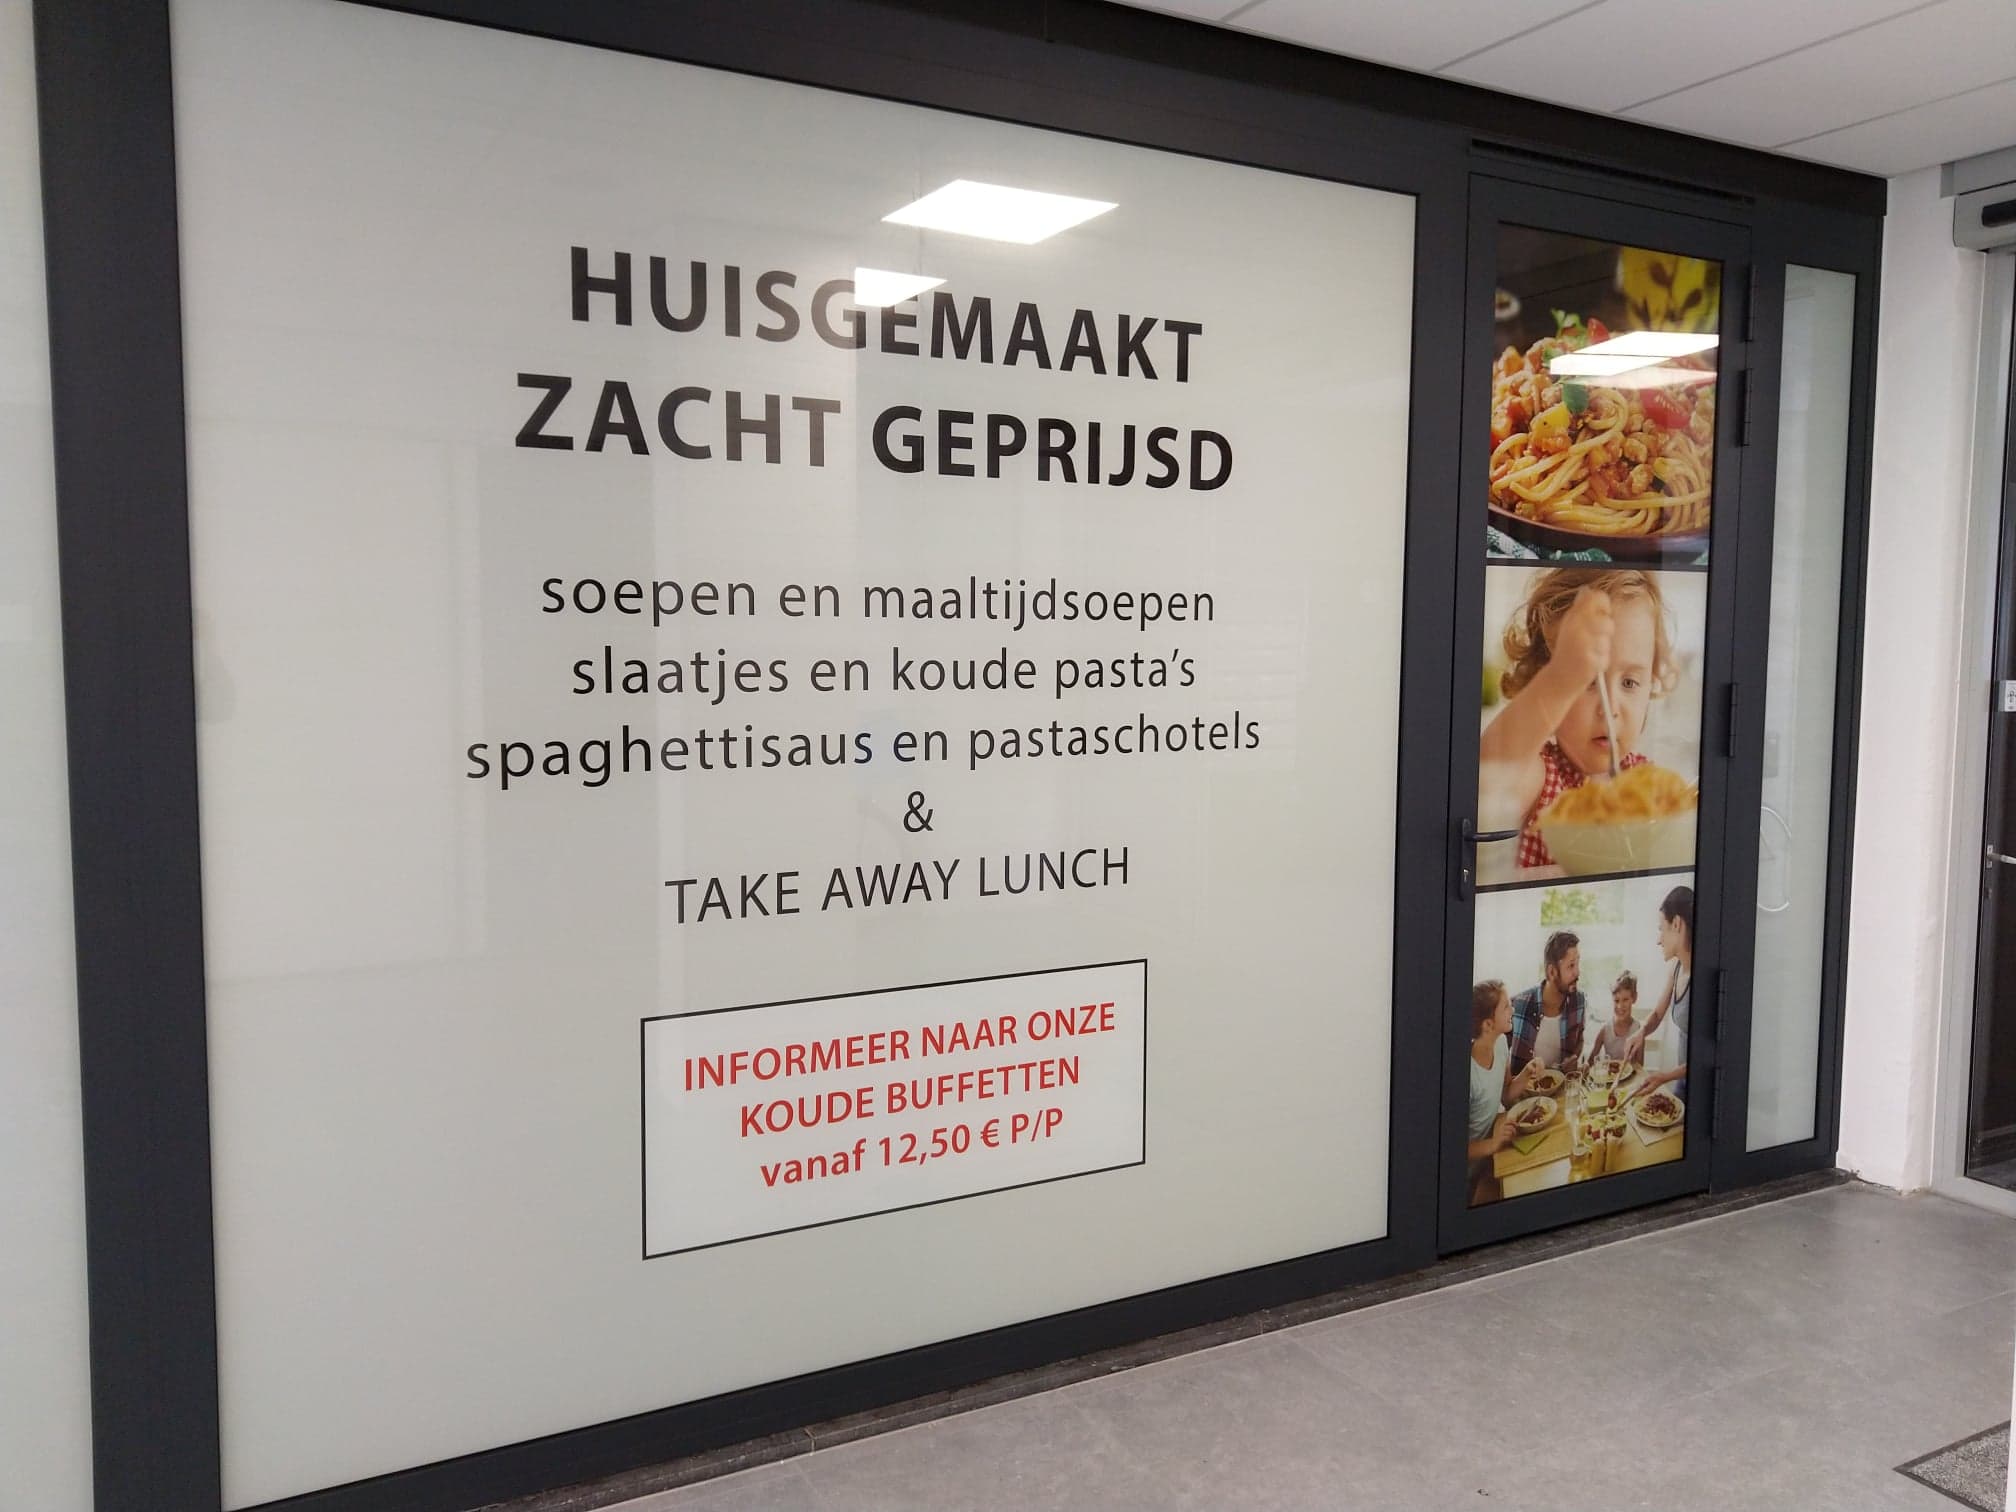 HUISGEMAAKT
ZACHT GEPRIJSD
soepen en maaltijdsoepen
slaatjes en koude pasta's
spaghettisaus en pastaschotels
&
TAKE AWAY LUNCH
INFORMEER NAAR ONZE
KOUDE BUFFETTEN
vanaf 12,50 € P/P